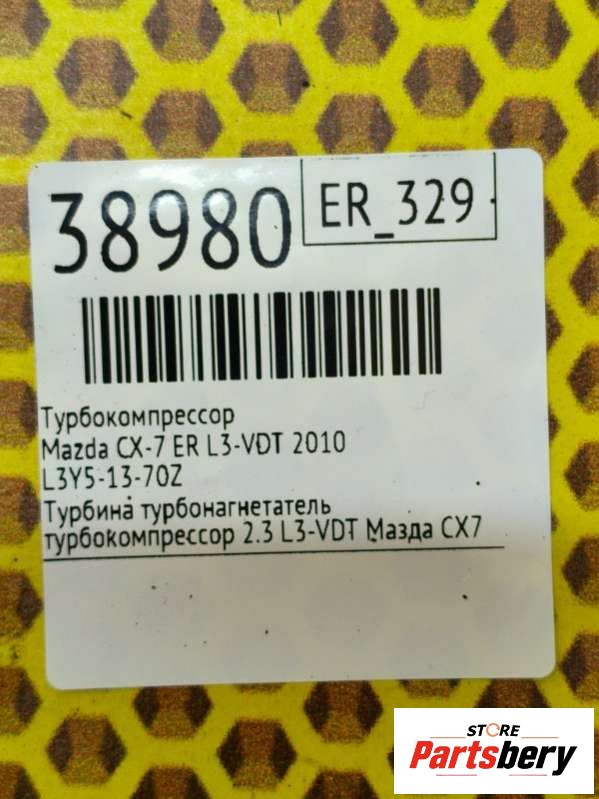 38980
ER_329
Турбокомпрессор
Mazda CX-7 ER L3-VDT 2010
L3Y5-13-70Z
Турбина турбонагнетатель
турбокомпрессор 2.3 L3-VDT Мазда CX7
STORE
Partsbery